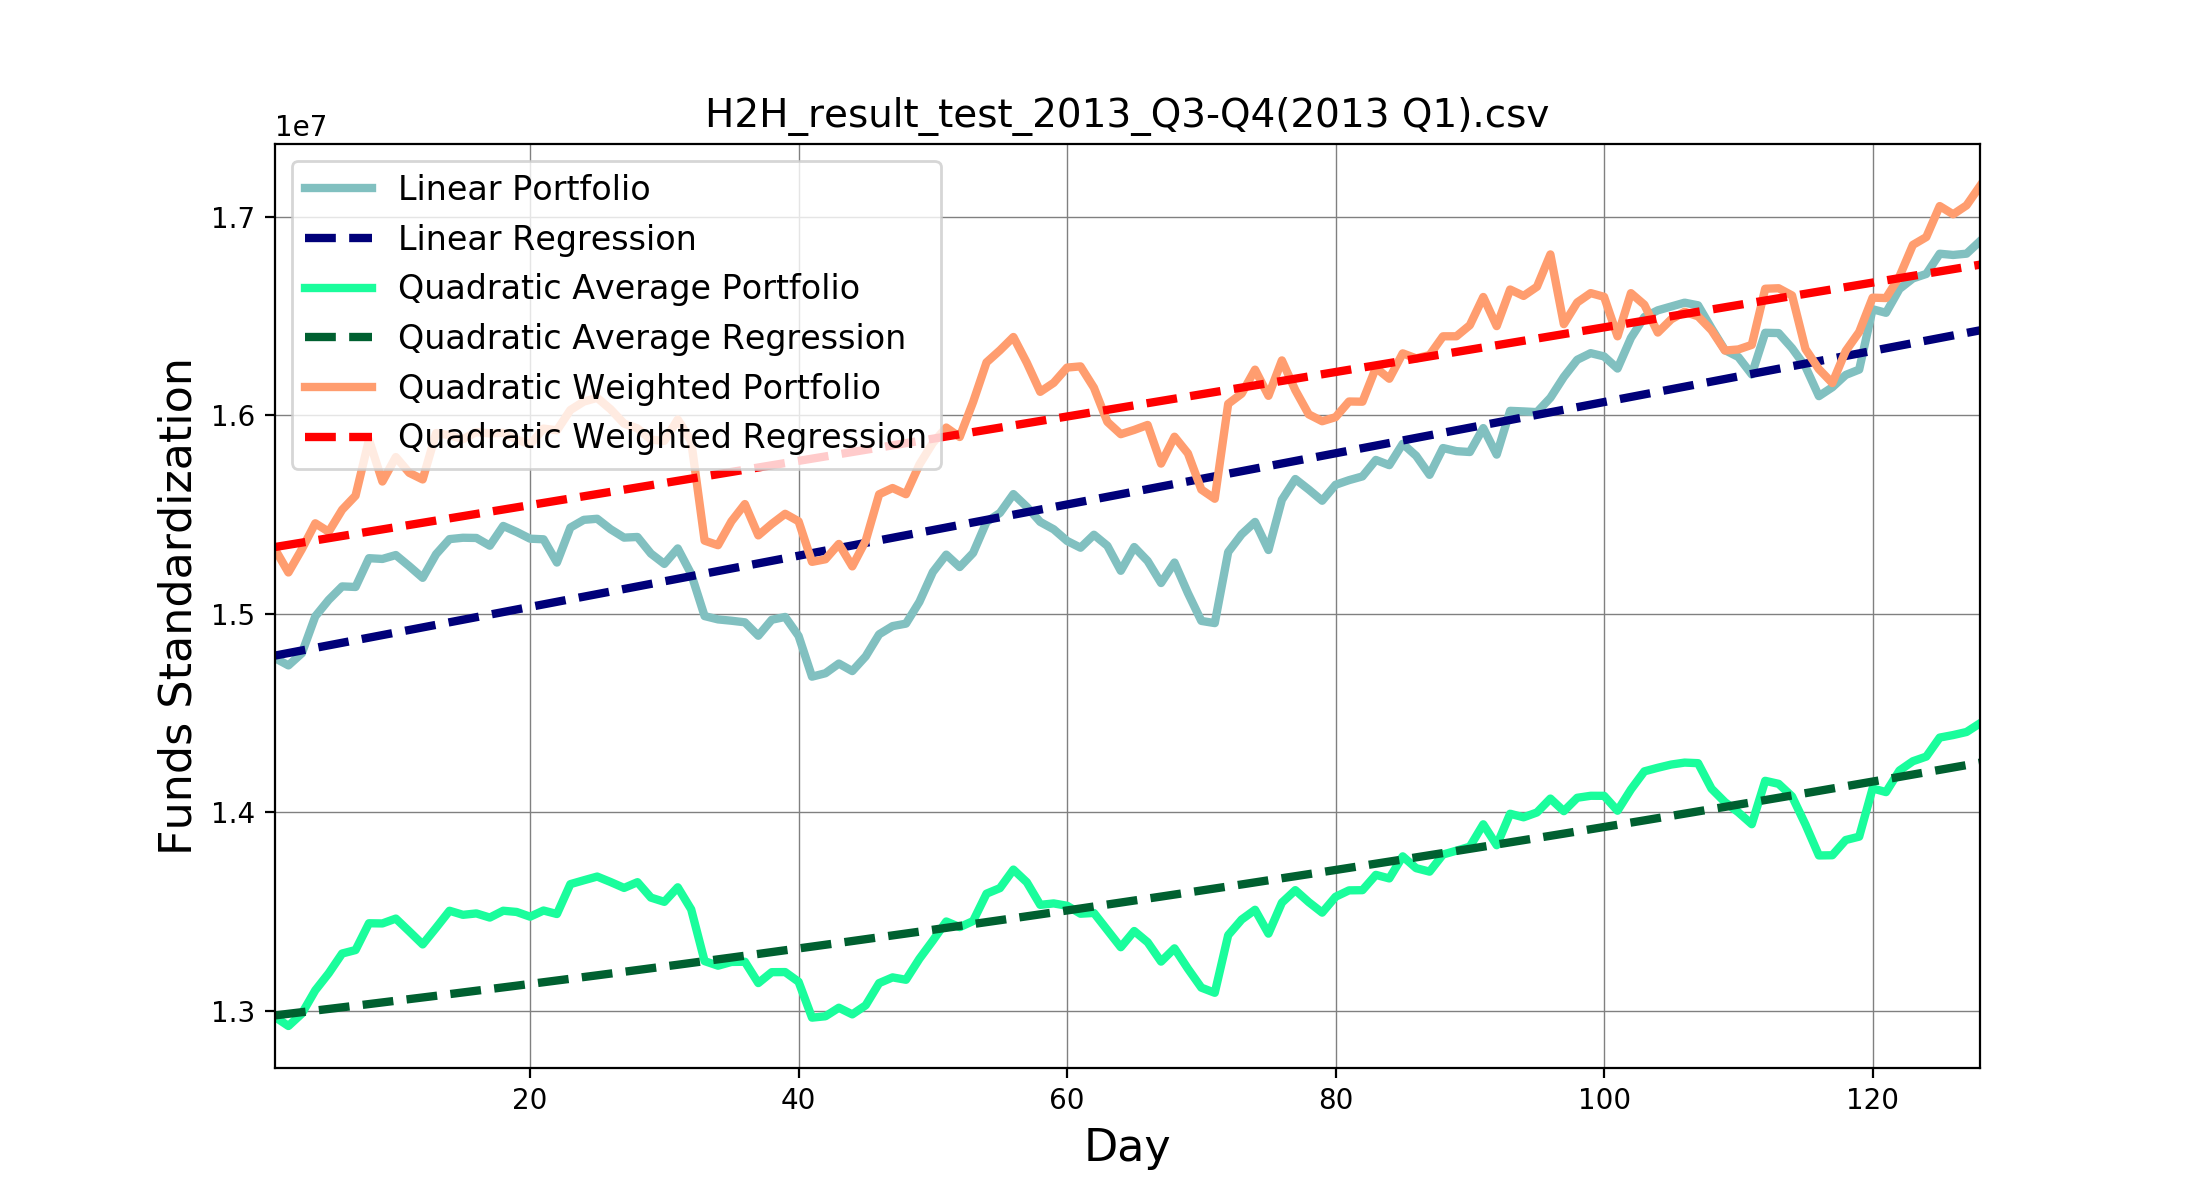 H2H_result_test_2013_Q3-Q4(2013 Q1).csv
1e7
Linear Portfolio
Linear Regression
Quadratic Average Portfolio
Quadratic Average Regression
Quadratic Weighted Portfolio
Quadratic Weighted Regression
Funds Standardization
1.7
1.6
1.5
1.4
1.3
20 40 60 80 100 120
Day